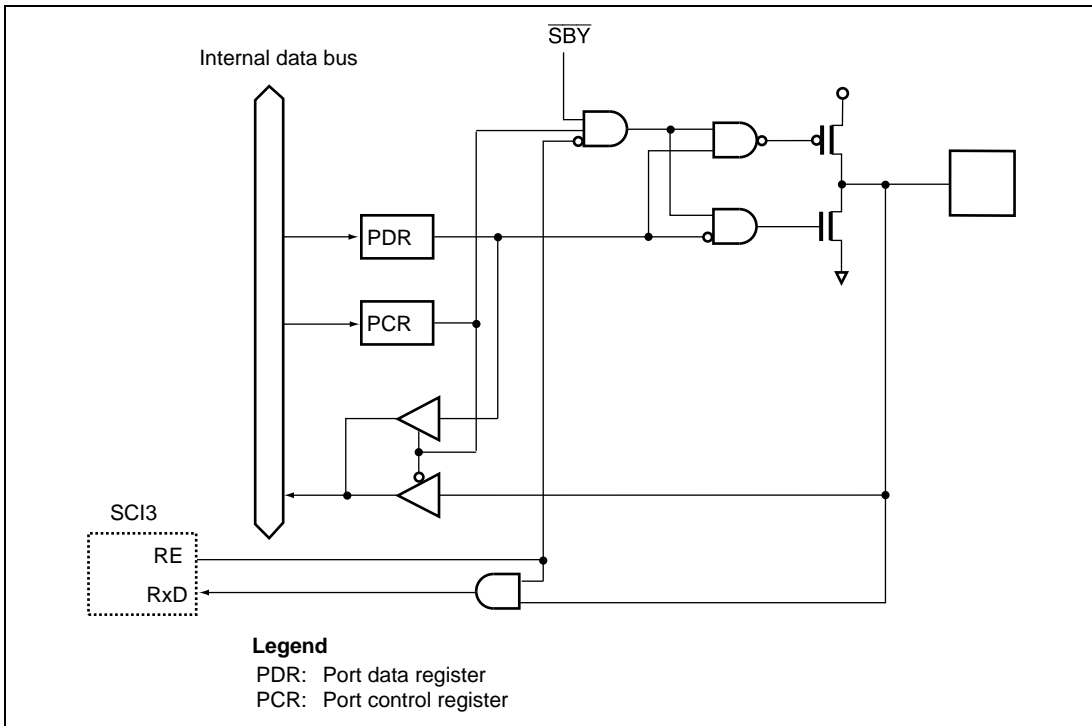 SBY
Internal data bus
PDR
PCR
SCI3
RE
RxD
Legend
PDR: Port data register
PCR: Port control register